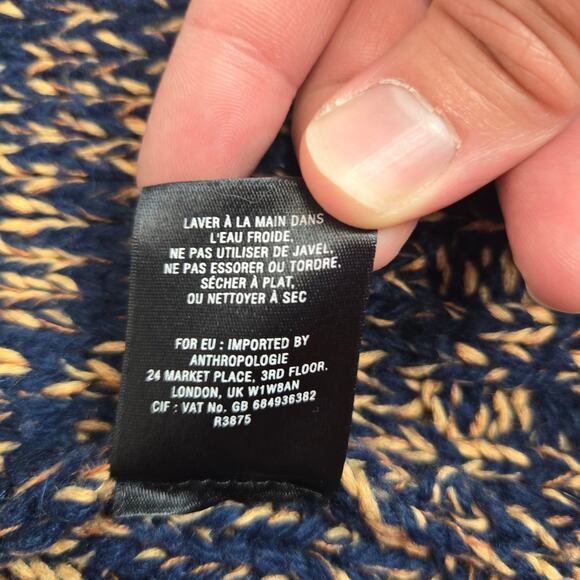 LAVER À LA MAIN DANS
L'EAU FROIDE,
NE PAS UTILISER DE JAVEL,
NE PAS ESSORER OU TORDRE,
SÉCHER À PLAT,
OU NETTOYER À SEC
FOR EU : IMPORTED BY
ANTHROPOLOGIE
24 MARKET PLACE, 3RD FLOOR.
LONDON, UK W1W8AN
CIF : VAT No. GB 684936382
R3875